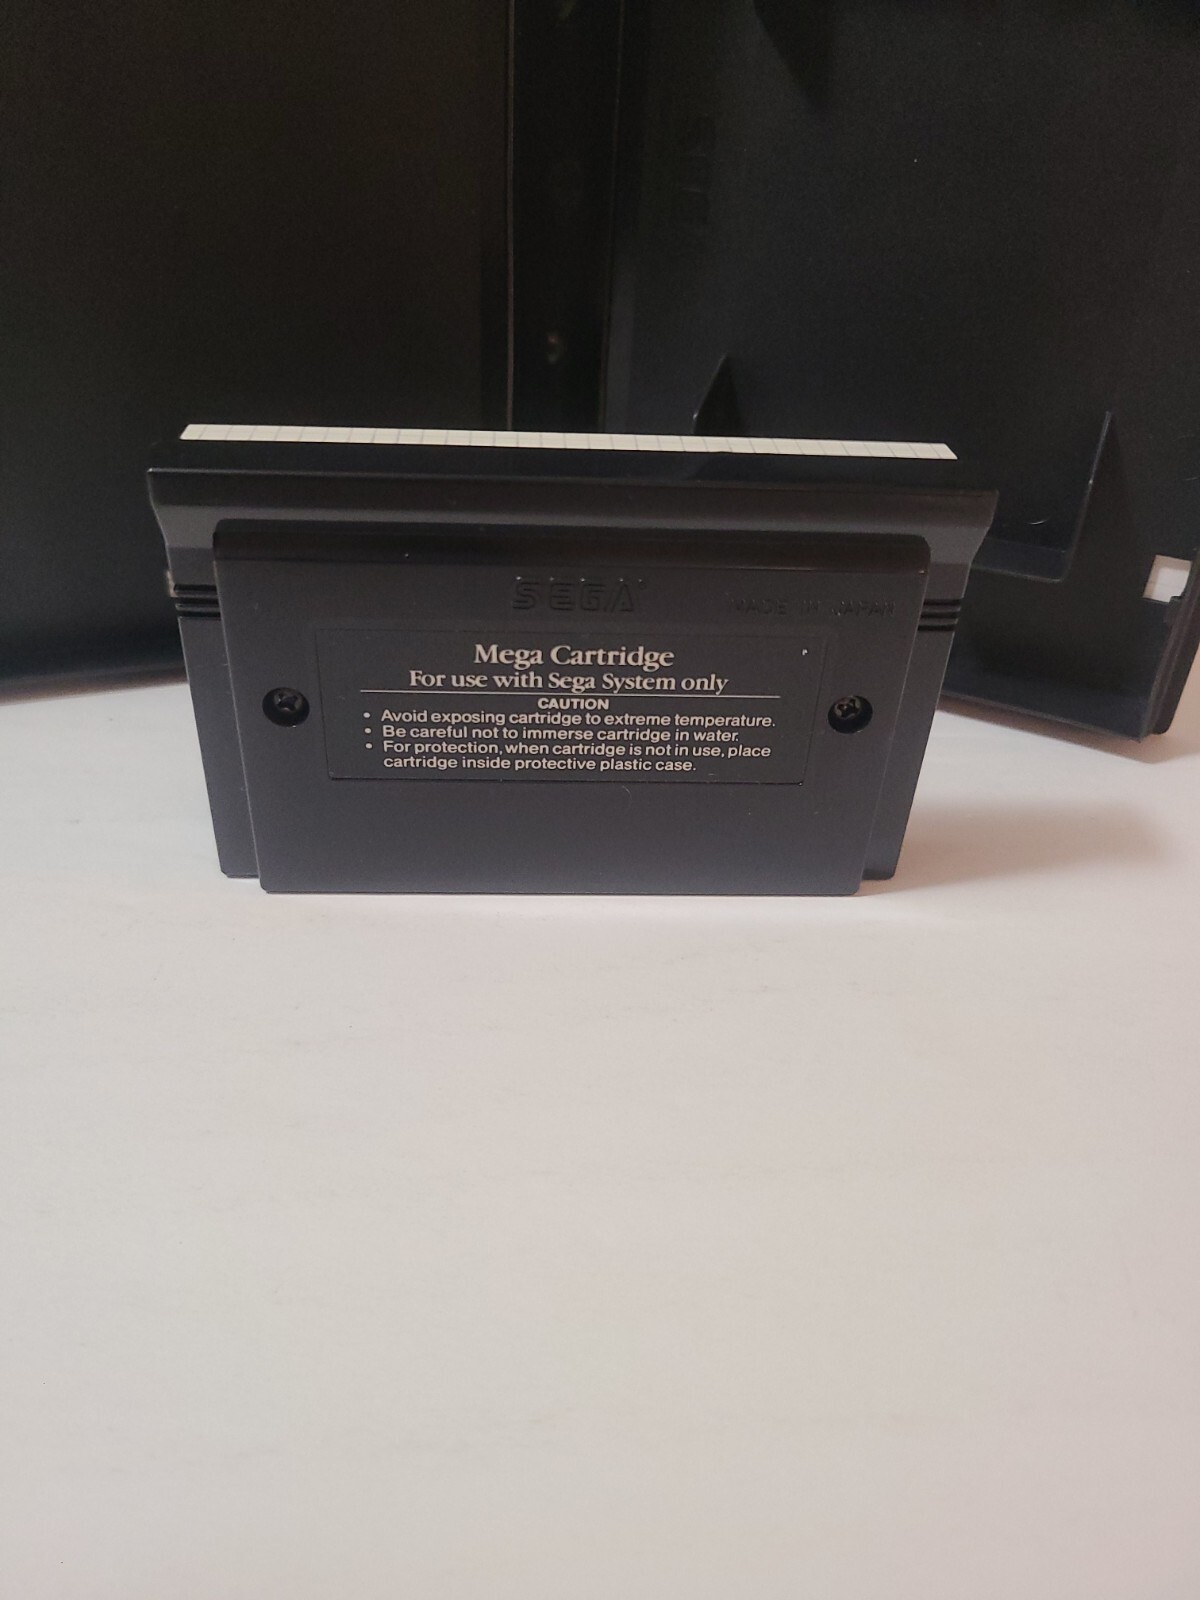 SEGA
MADE IN JAPAN
Mega Cartridge
For use with Sega System only
CAUTION
• Avoid exposing cartridge to extreme temperature.
• Be careful not to immerse cartridge in water.
• For protection, when cartridge is not in use, place
cartridge inside protective plastic case.